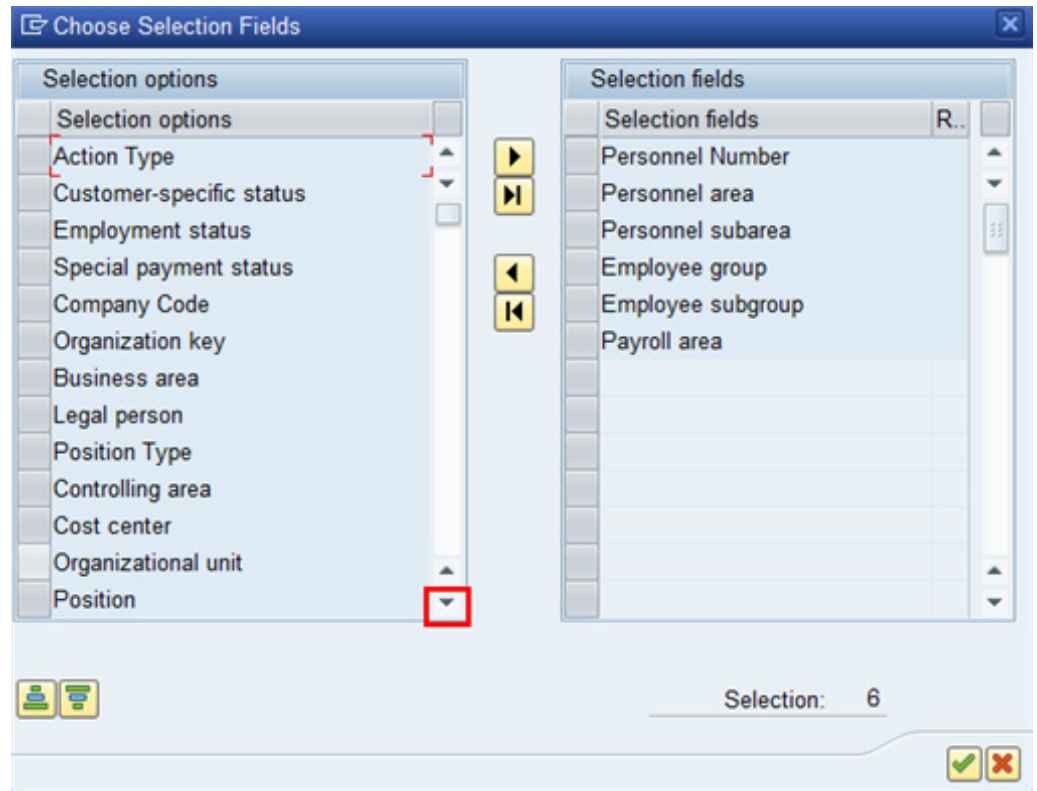 Choose Selection Fields
Selection options
Selection options
Action Type
Customer-specific status
Employment status
Special payment status
Company Code
Organization key
Business area
Legal person
Position Type
Controlling area
Cost center
Organizational unit
Position
Selection fields
Selection fields R..
Personnel Number
Personnel area
Personnel subarea
Employee group
Employee subgroup
Payroll area
Selection: 6